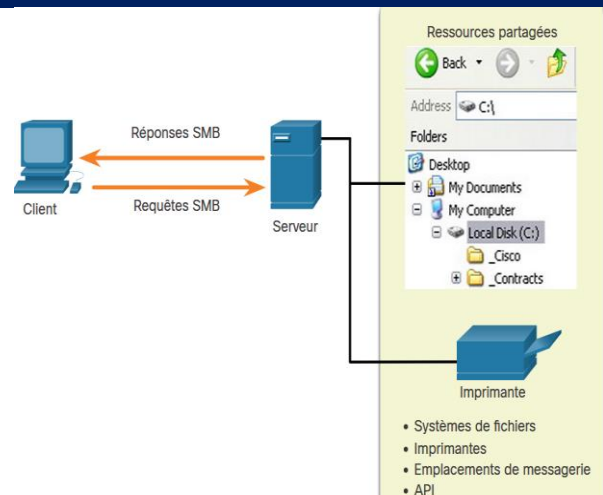 Ressources partagées
Back
Address C:\
Folders
Desktop
My Documents
My Computer
Local Disk (C:)
_Cisco
_Contracts
Réponses SMB
Requêtes SMB
Client
Serveur
Imprimante
• Systèmes de fichiers
• Imprimantes
• Emplacements de messagerie
• API